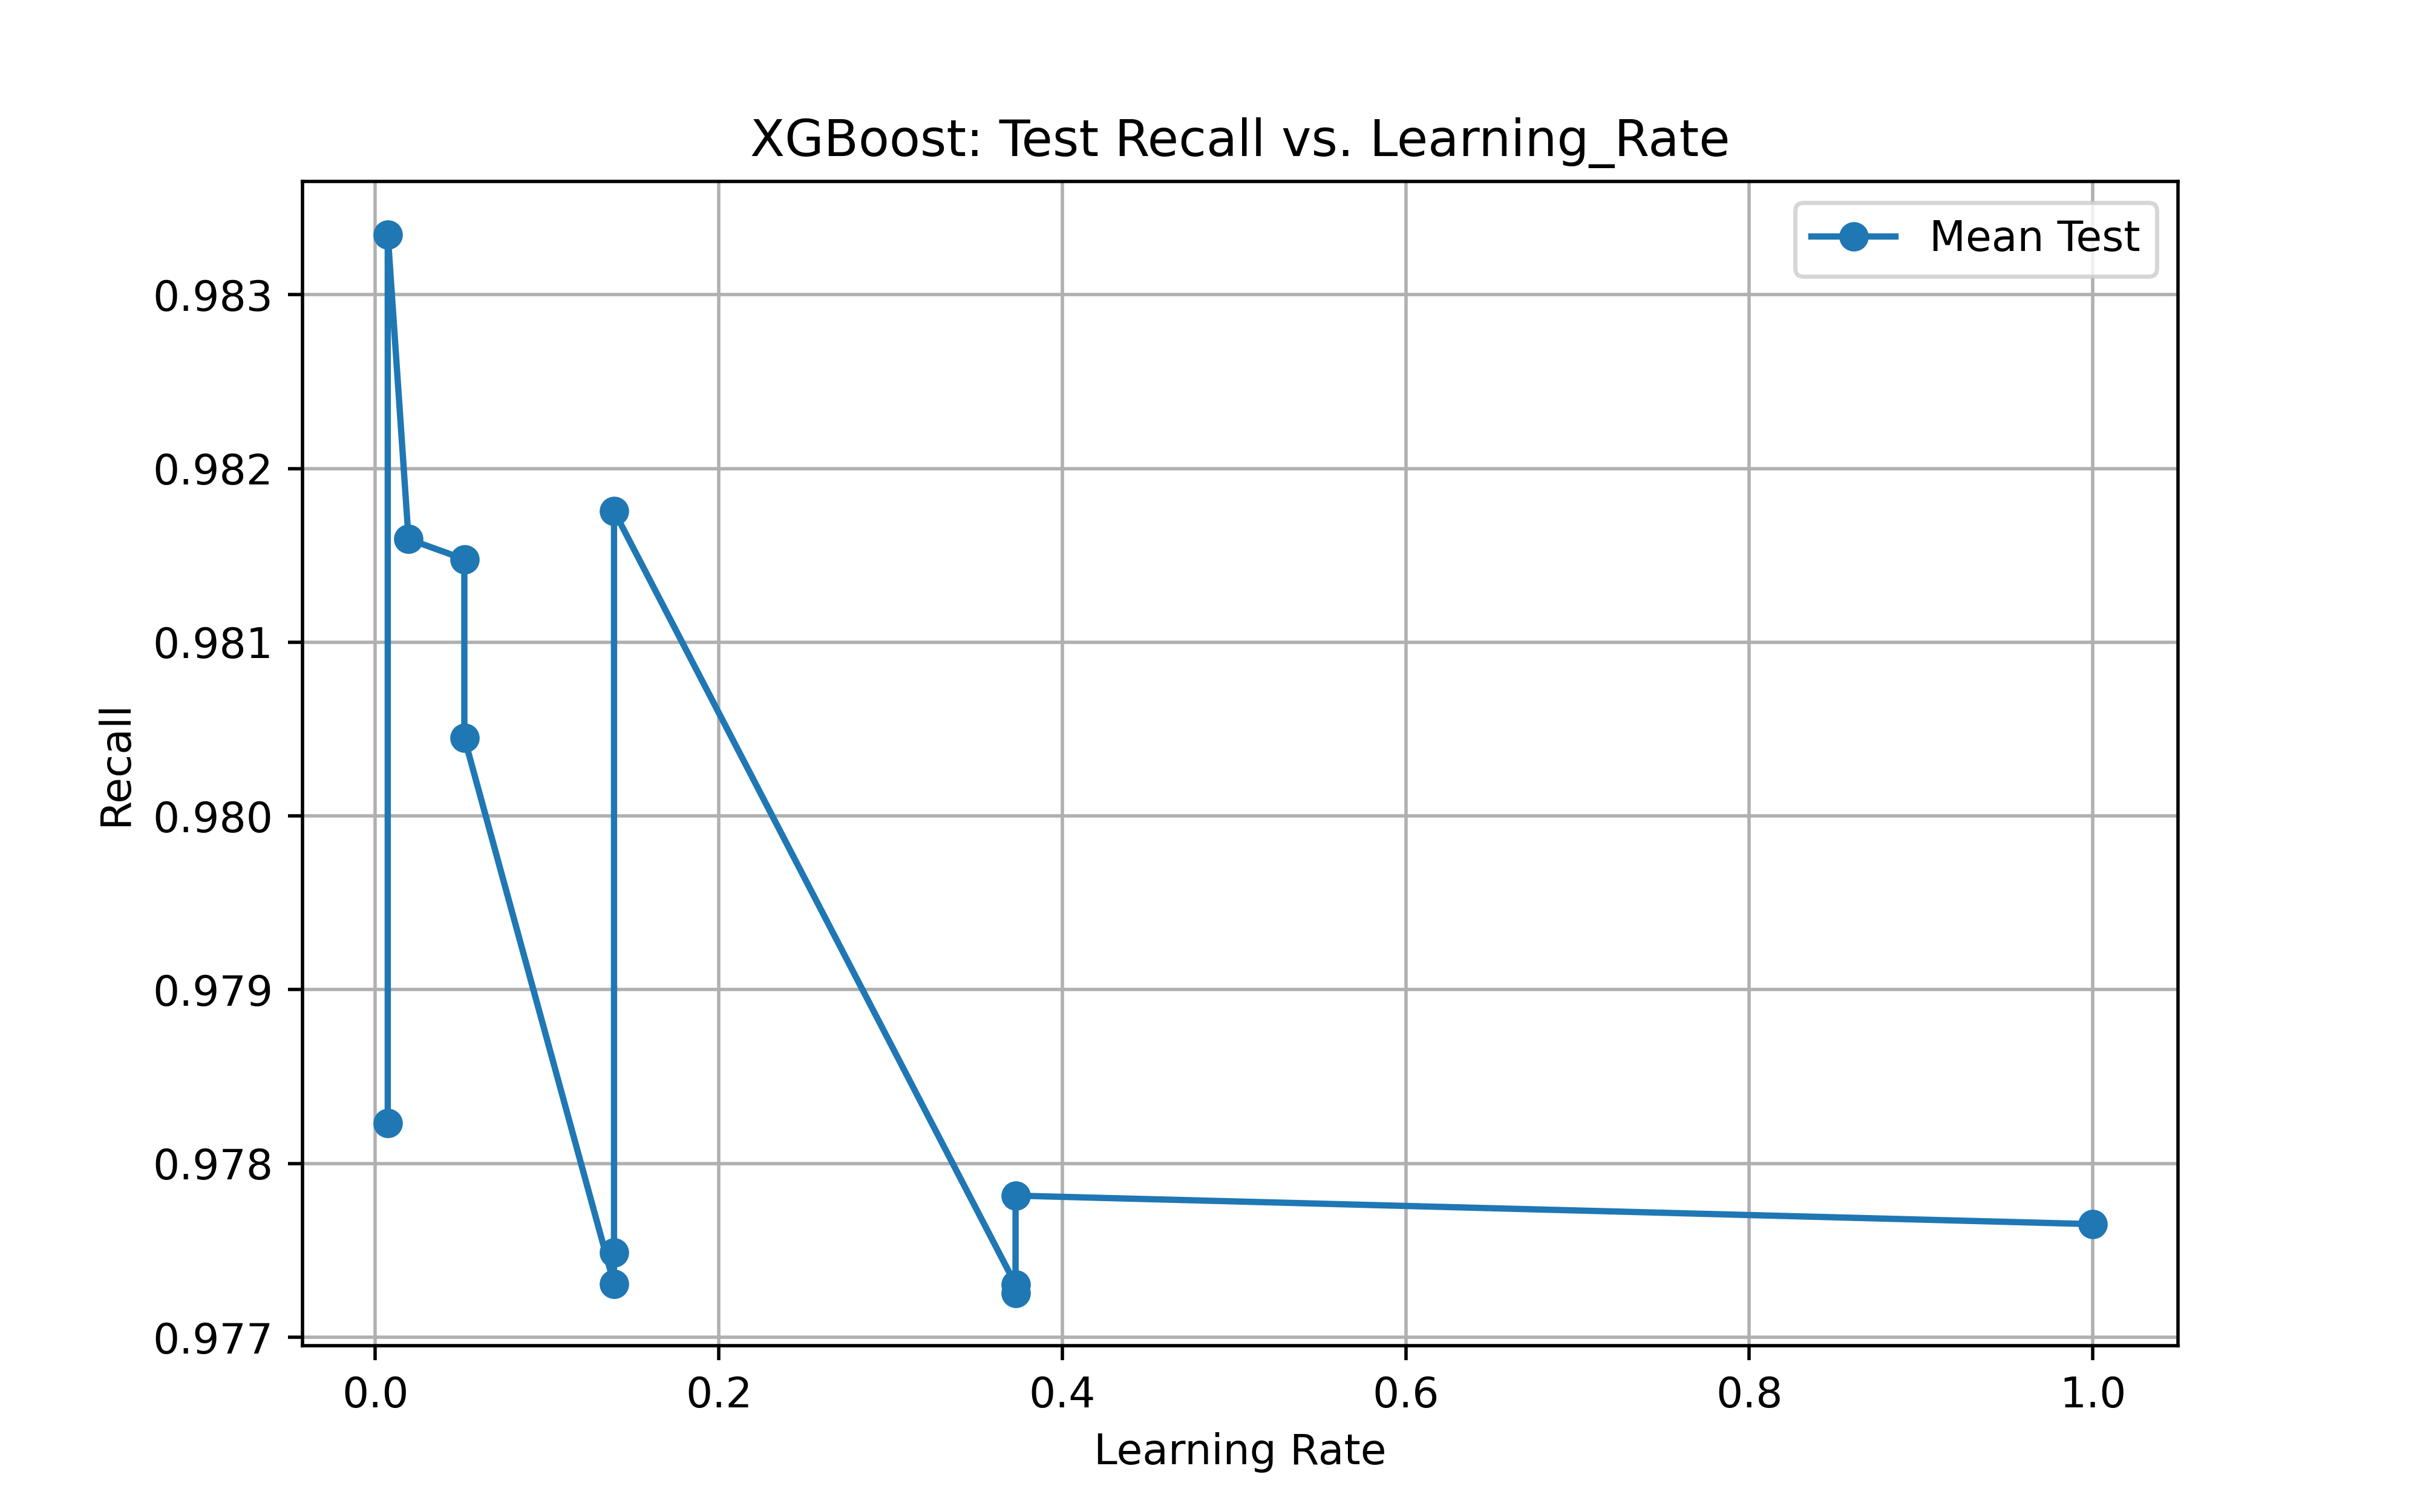 XGBoost: Test Recall vs. Learning_Rate
Mean Test
0.983
0.982
0.981
0.980
0.979
0.978
0.977
Recall
0.0 0.2 0.4 0.6 0.8 1.0
Learning Rate